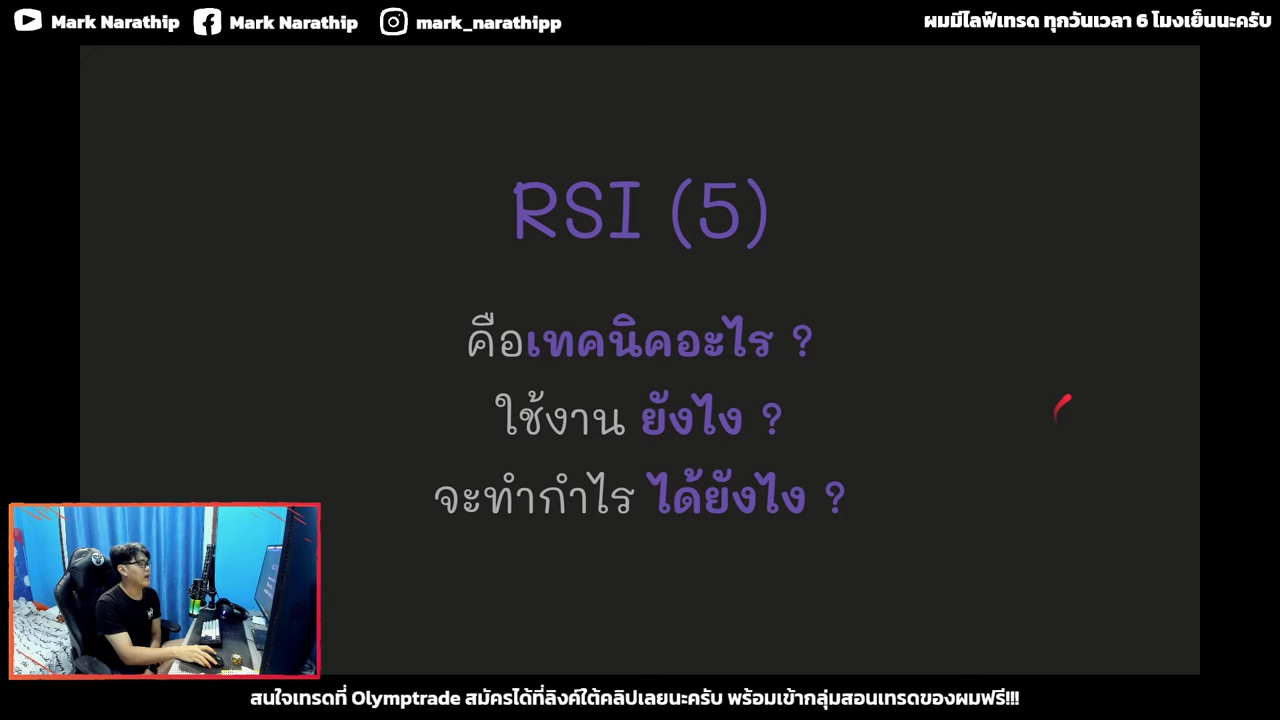 Mark Narathip Mark Narathip mark_narathipp ผมมีไลฟ์เทรด ทุกวันเวลา 6 โมงเย็นนะครับ
RSI (5)
คือเทคนิคอะไร ?
ใช้งาน ยังไง ?
จะทำกำไร ได้ยังไง ?
สนใจเทรดที่ Olymptrade สมัครได้ที่ลิงค์ใต้คลิปเลยนะครับ พร้อมเข้ากลุ่มสอนเทรดของผมฟรี!!!